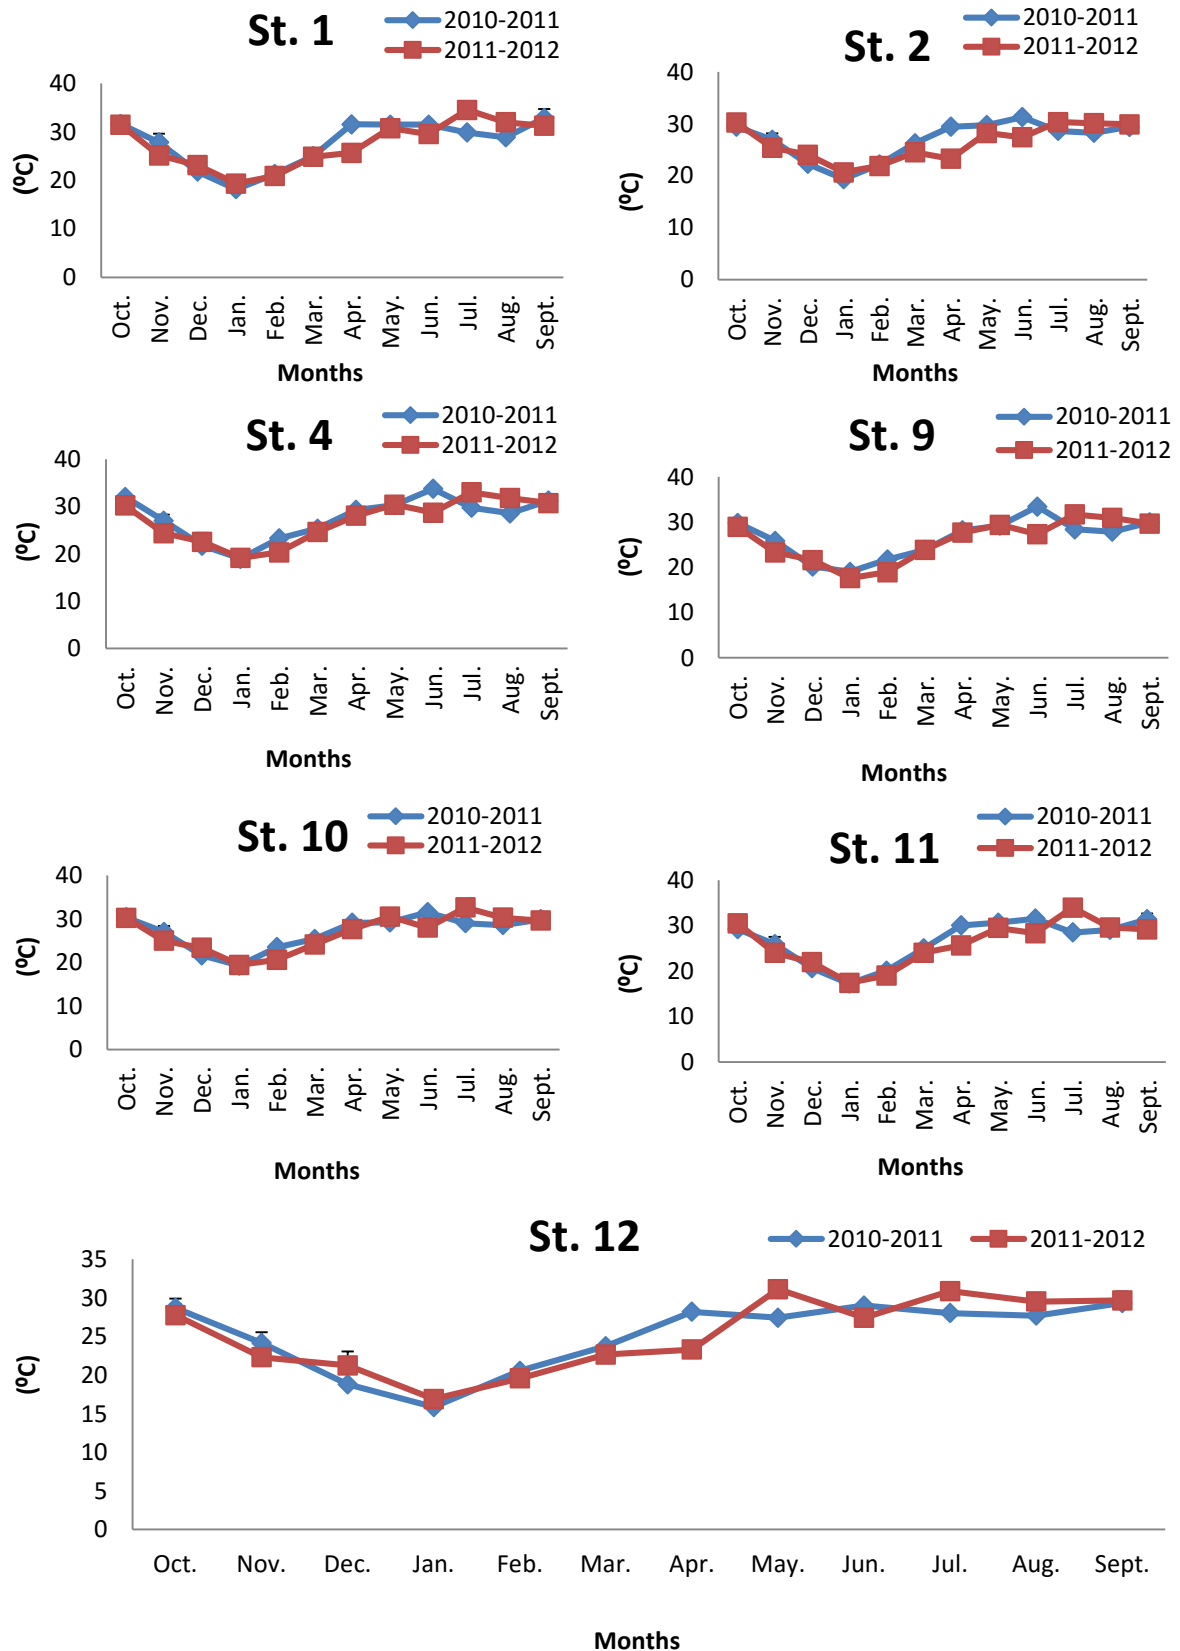 St. 1
2010-2011
2011-2012
40
30
20
10
0
(ºC)
Oct.
Nov.
Dec.
Jan.
Feb.
Mar.
Apr.
May.
Jun.
Jul.
Aug.
Sept.
Months
St. 2
2010-2011
2011-2012
40
30
20
10
0
(ºC)
Oct.
Nov.
Dec.
Jan.
Feb.
Mar.
Apr.
May.
Jun.
Jul.
Aug.
Sept.
Months
St. 4
2010-2011
2011-2012
40
30
20
10
0
(ºC)
Oct.
Nov.
Dec.
Jan.
Feb.
Mar.
Apr.
May.
Jun.
Jul.
Aug.
Sept.
Months
St. 9
2010-2011
2011-2012
40
30
20
10
0
(ºC)
Oct.
Nov.
Dec.
Jan.
Feb.
Mar.
Apr.
May.
Jun.
Jul.
Aug.
Sept.
Months
St. 10
2010-2011
2011-2012
40
30
20
10
0
(ºC)
Oct.
Nov.
Dec.
Jan.
Feb.
Mar.
Apr.
May.
Jun.
Jul.
Aug.
Sept.
Months
St. 11
2010-2011
2011-2012
40
30
20
10
0
(ºC)
Oct.
Nov.
Dec.
Jan.
Feb.
Mar.
Apr.
May.
Jun.
Jul.
Aug.
Sept.
Months
St. 12
2010-2011 2011-2012
35
30
25
20
15
10
5
0
(ºC)
Oct. Nov. Dec. Jan. Feb. Mar. Apr. May. Jun. Jul. Aug. Sept.
Months